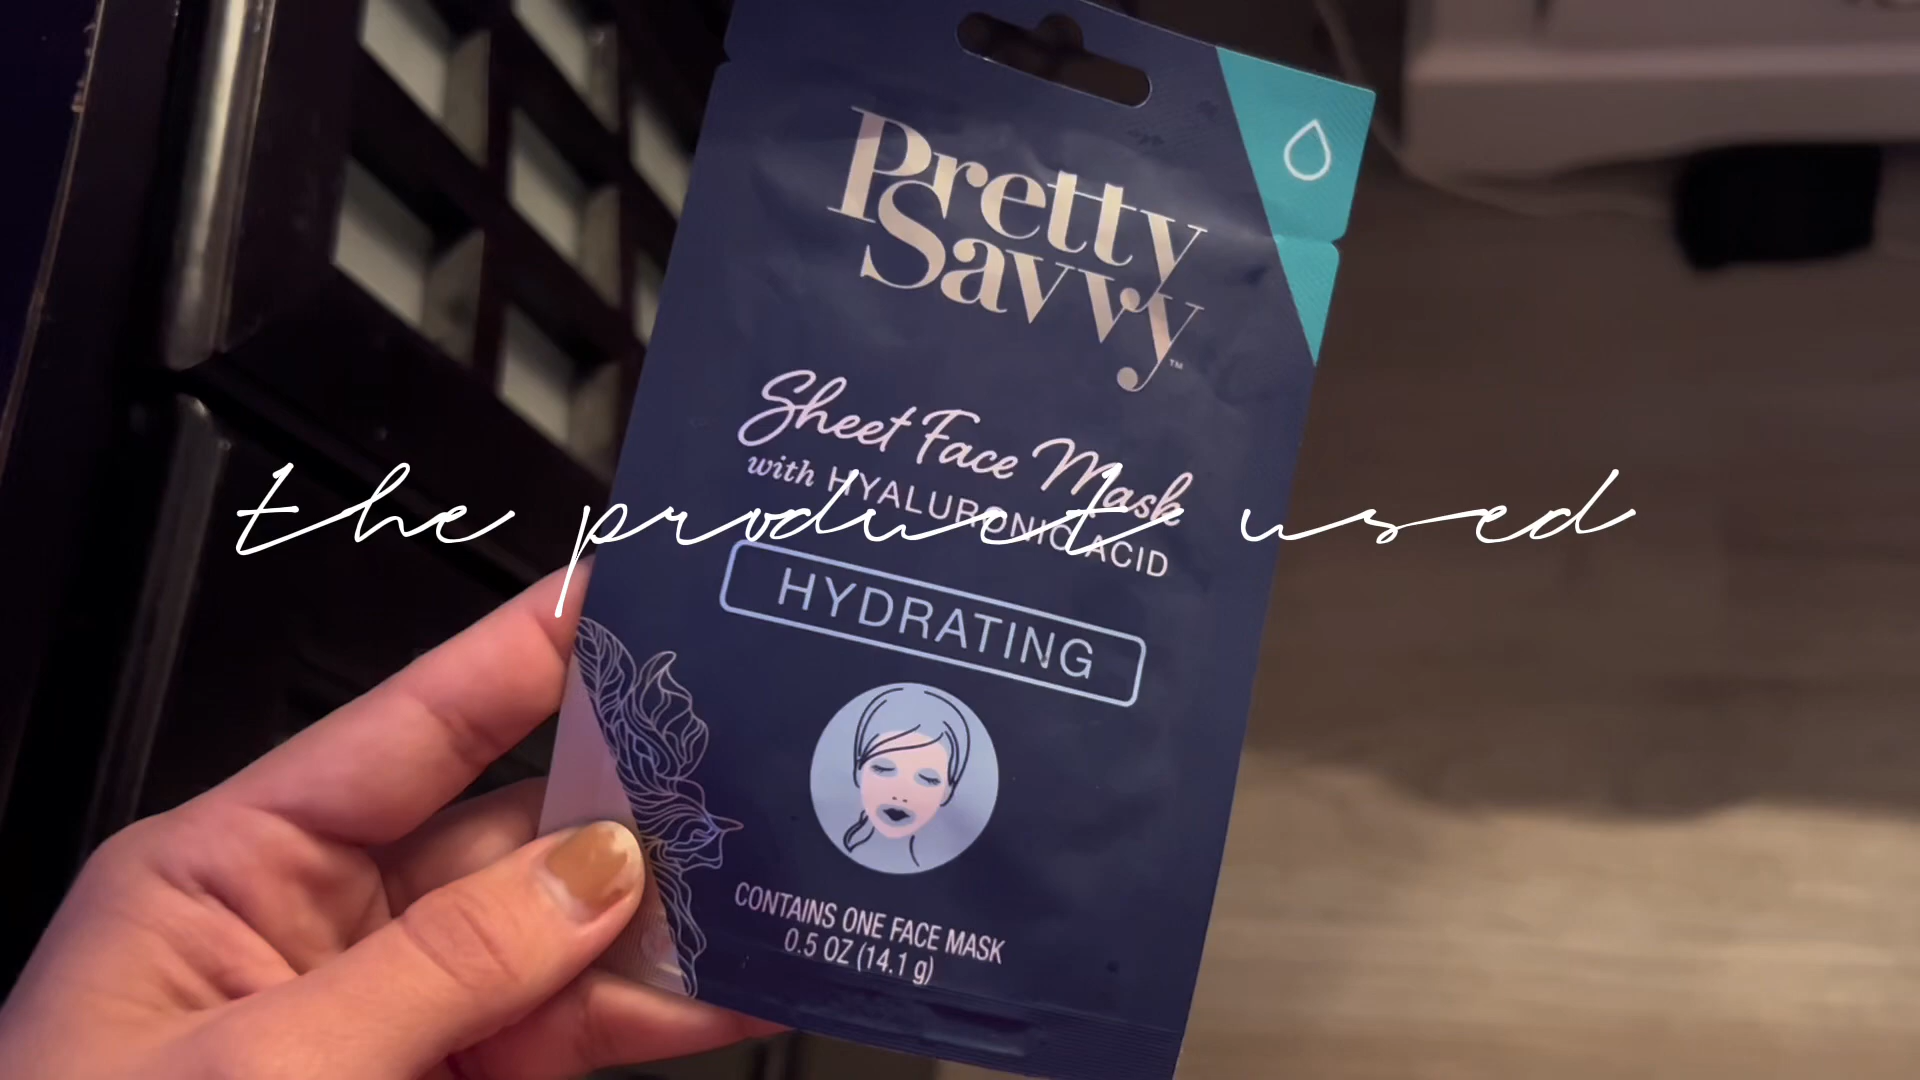 Pretty
Savvy™
Sheet Face Mask
with HYALURONIC ACID
the product used
HYDRATING
CONTAINS ONE FACE MASK
0.5 OZ (14.1 g)